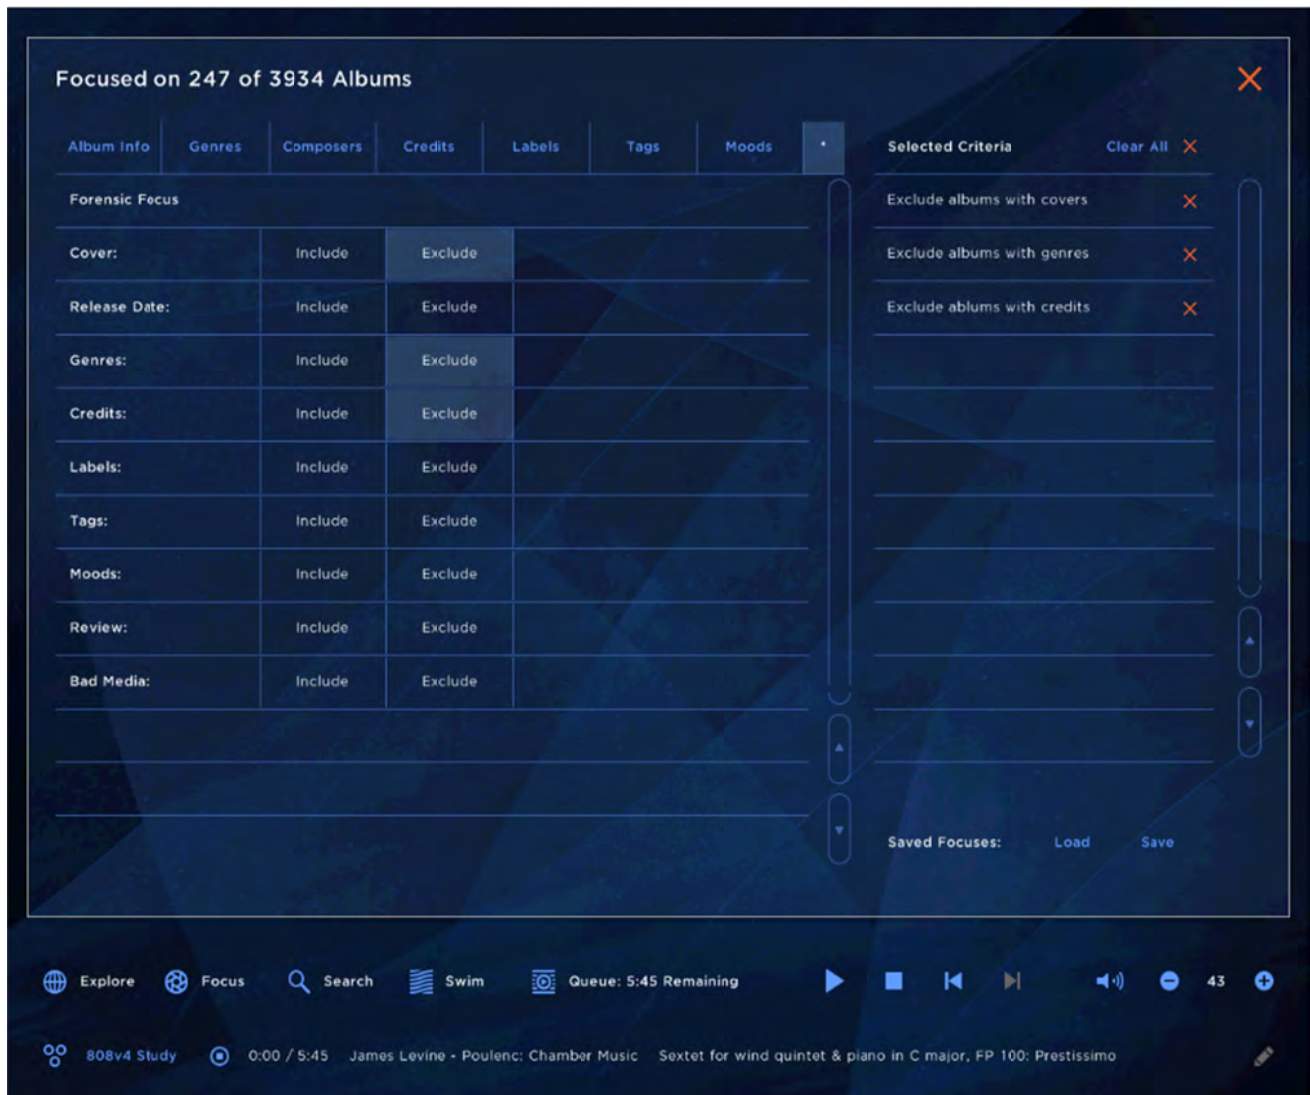 Focused on 247 of 3934 Albums
Album Info Genres Composers Credits Labels Tags Moods *
Selected Criteria Clear All
Forensic Focus
Exclude albums with covers
Cover: Include Exclude
Exclude albums with genres
Release Date: Include Exclude
Exclude ablums with credits
Genres: Include Exclude
Credits: Include Exclude
Labels: Include Exclude
Tags: Include Exclude
Moods: Include Exclude
Review: Include Exclude
Bad Media: Include Exclude
Saved Focuses: Load Save
Explore Focus Search Swim Queue: 5:45 Remaining 43
808v4 Study 0:00 / 5:45 James Levine - Poulenc: Chamber Music Sextet for wind quintet & piano in C major, FP 100: Prestissimo